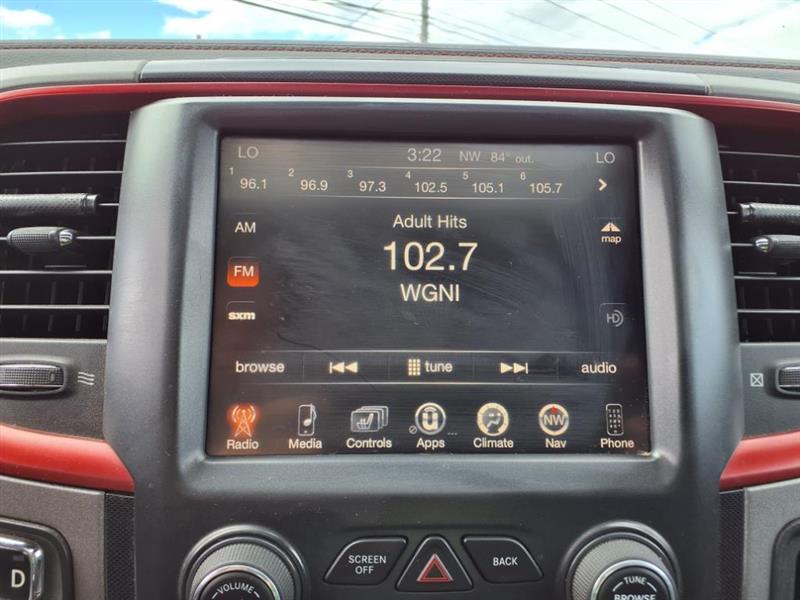 LO 3:22 NW 84° out. LO
1 96.1 2 96.9 3 97.3 4 102.5 5 105.1 6 105.7
Adult Hits
AM
102.7
map
FM
WGNI
sxm
HD
browse tune audio
Radio Media Controls Apps Climate Nav Phone
NW
SCREEN OFF BACK
D
VOLUME
TUNE
BROWSE